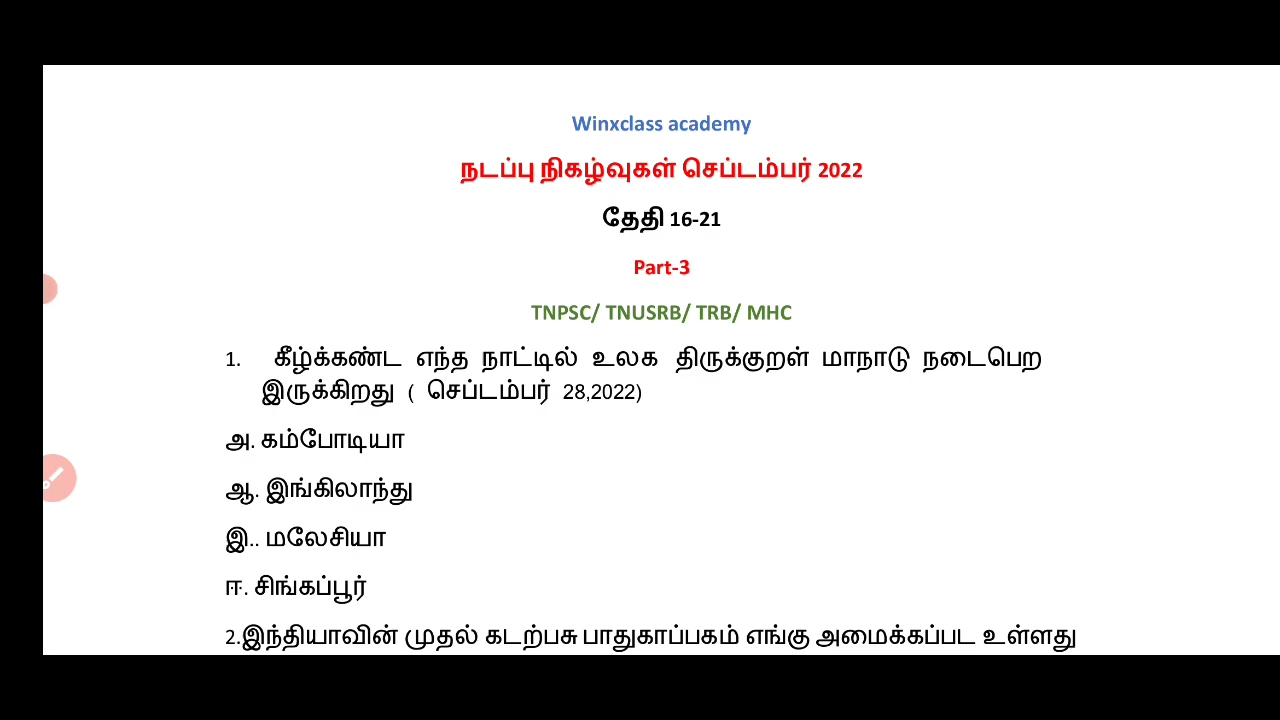 Winxclass academy
நடப்பு நிகழ்வுகள் செப்டம்பர் 2022
தேதி 16-21
Part-3
TNPSC/ TNUSRB/ TRB/ MHC
1. கீழ்க்கண்ட எந்த நாட்டில் உலக திருக்குறள் மாநாடு நடைபெற
இருக்கிறது ( செப்டம்பர் 28,2022)
அ. கம்போடியா
ஆ. இங்கிலாந்து
இ.. மலேசியா
ஈ. சிங்கப்பூர்
2.இந்தியாவின் முதல் கடற்பசு பாதுகாப்பகம் எங்கு அமைக்கப்பட உள்ளது